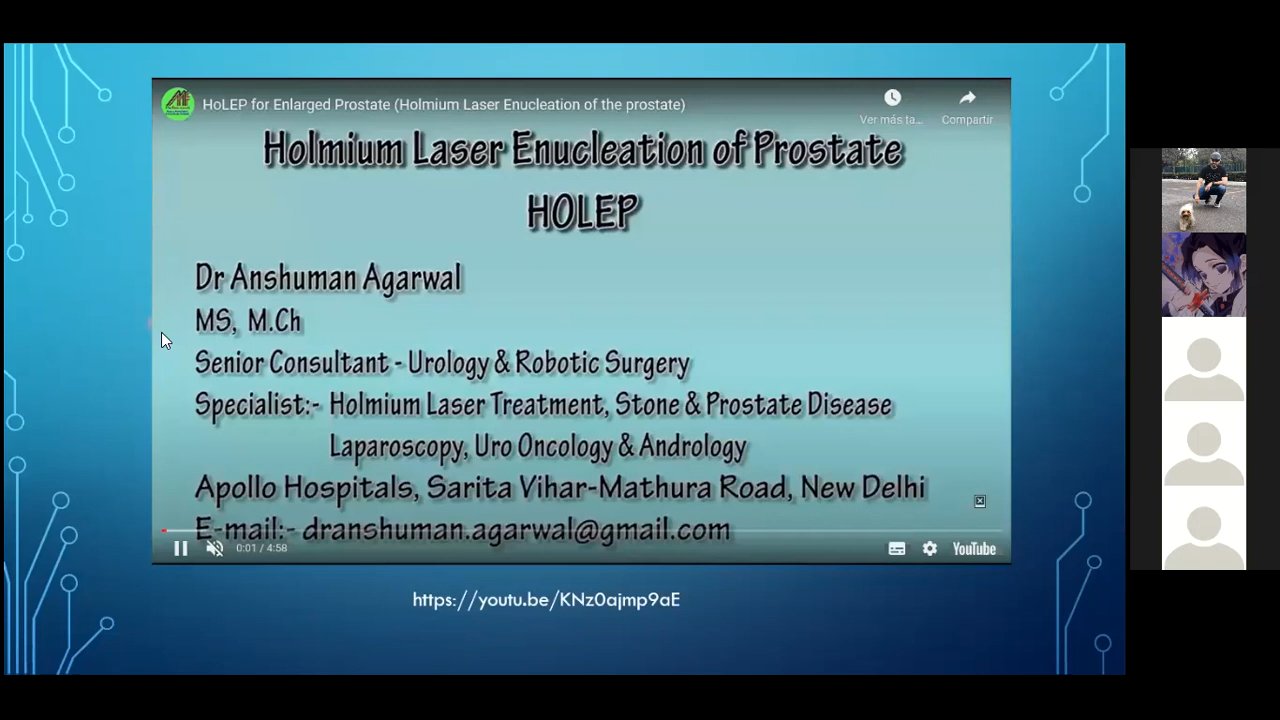 HoLEP for Enlarged Prostate (Holmium Laser Enucleation of the prostate)
Ver más ta...
Compartir
Holmium Laser Enucleation of Prostate
HOLEP
Dr Anshuman Agarwal
MS, M.Ch
Senior Consultant - Urology & Robotic Surgery
Specialist:- Holmium Laser Treatment, Stone & Prostate Disease
Laparoscopy, Uro Oncology & Andrology
Apollo Hospitals, Sarita Vihar-Mathura Road, New Delhi
E-mail:- dranshuman.agarwal@gmail.com
0:01 / 4:58
YouTube
https://youtu.be/KNz0ajmp9aE